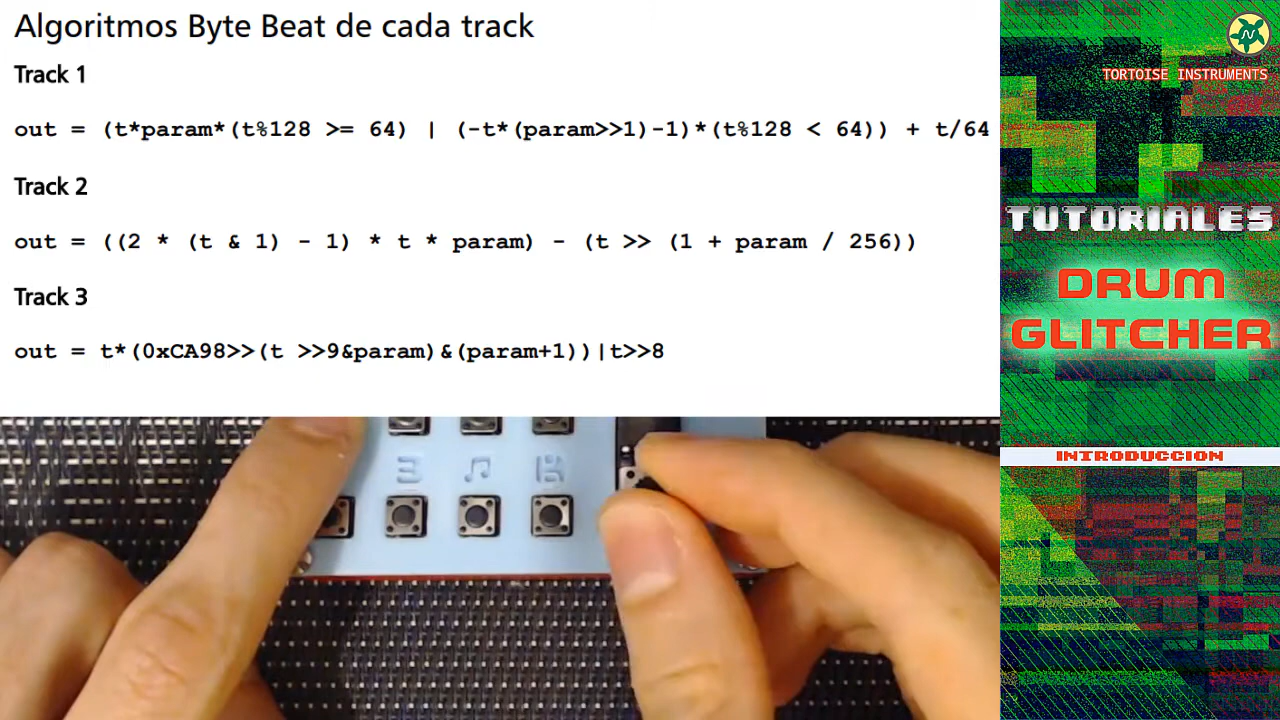 Algoritmos Byte Beat de cada track
Track 1
out = (t*param*(t%128 >= 64) | (-t*(param>>1)-1)*(t%128 < 64)) + t/64
Track 2
out = ((2 * (t & 1) - 1) * t * param) - (t >> (1 + param / 256))
Track 3
out = t*(0xCA98>>(t >>9&param)&(param+1))|t>>8
TORTOISE INSTRUMENTS
TUTORIALES
DRUM
GLITCHER
INTRODUCCION